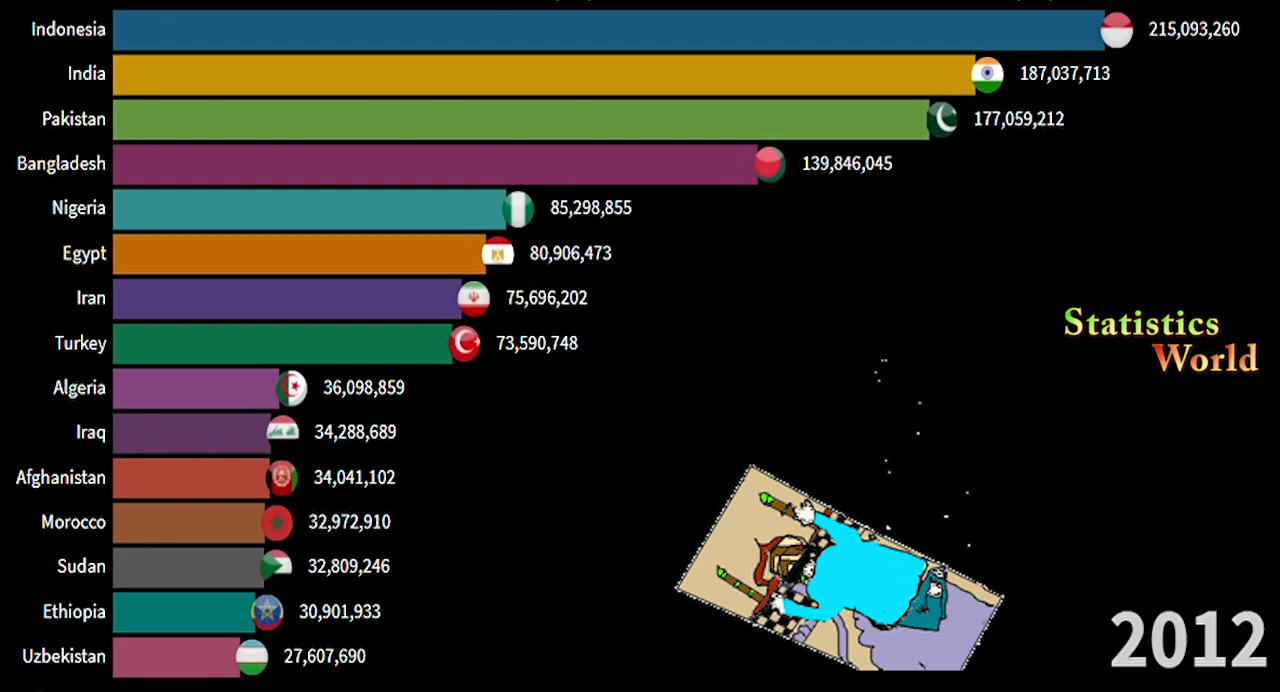 Indonesia 215,093,260
India 187,037,713
Pakistan 177,059,212
Bangladesh 139,846,045
Nigeria 85,298,855
Egypt 80,906,473
Iran 75,696,202
Turkey 73,590,748
Algeria 36,098,859
Iraq 34,288,689
Afghanistan 34,041,102
Morocco 32,972,910
Sudan 32,809,246
Ethiopia 30,901,933
Uzbekistan 27,607,690
Statistics
World
2012